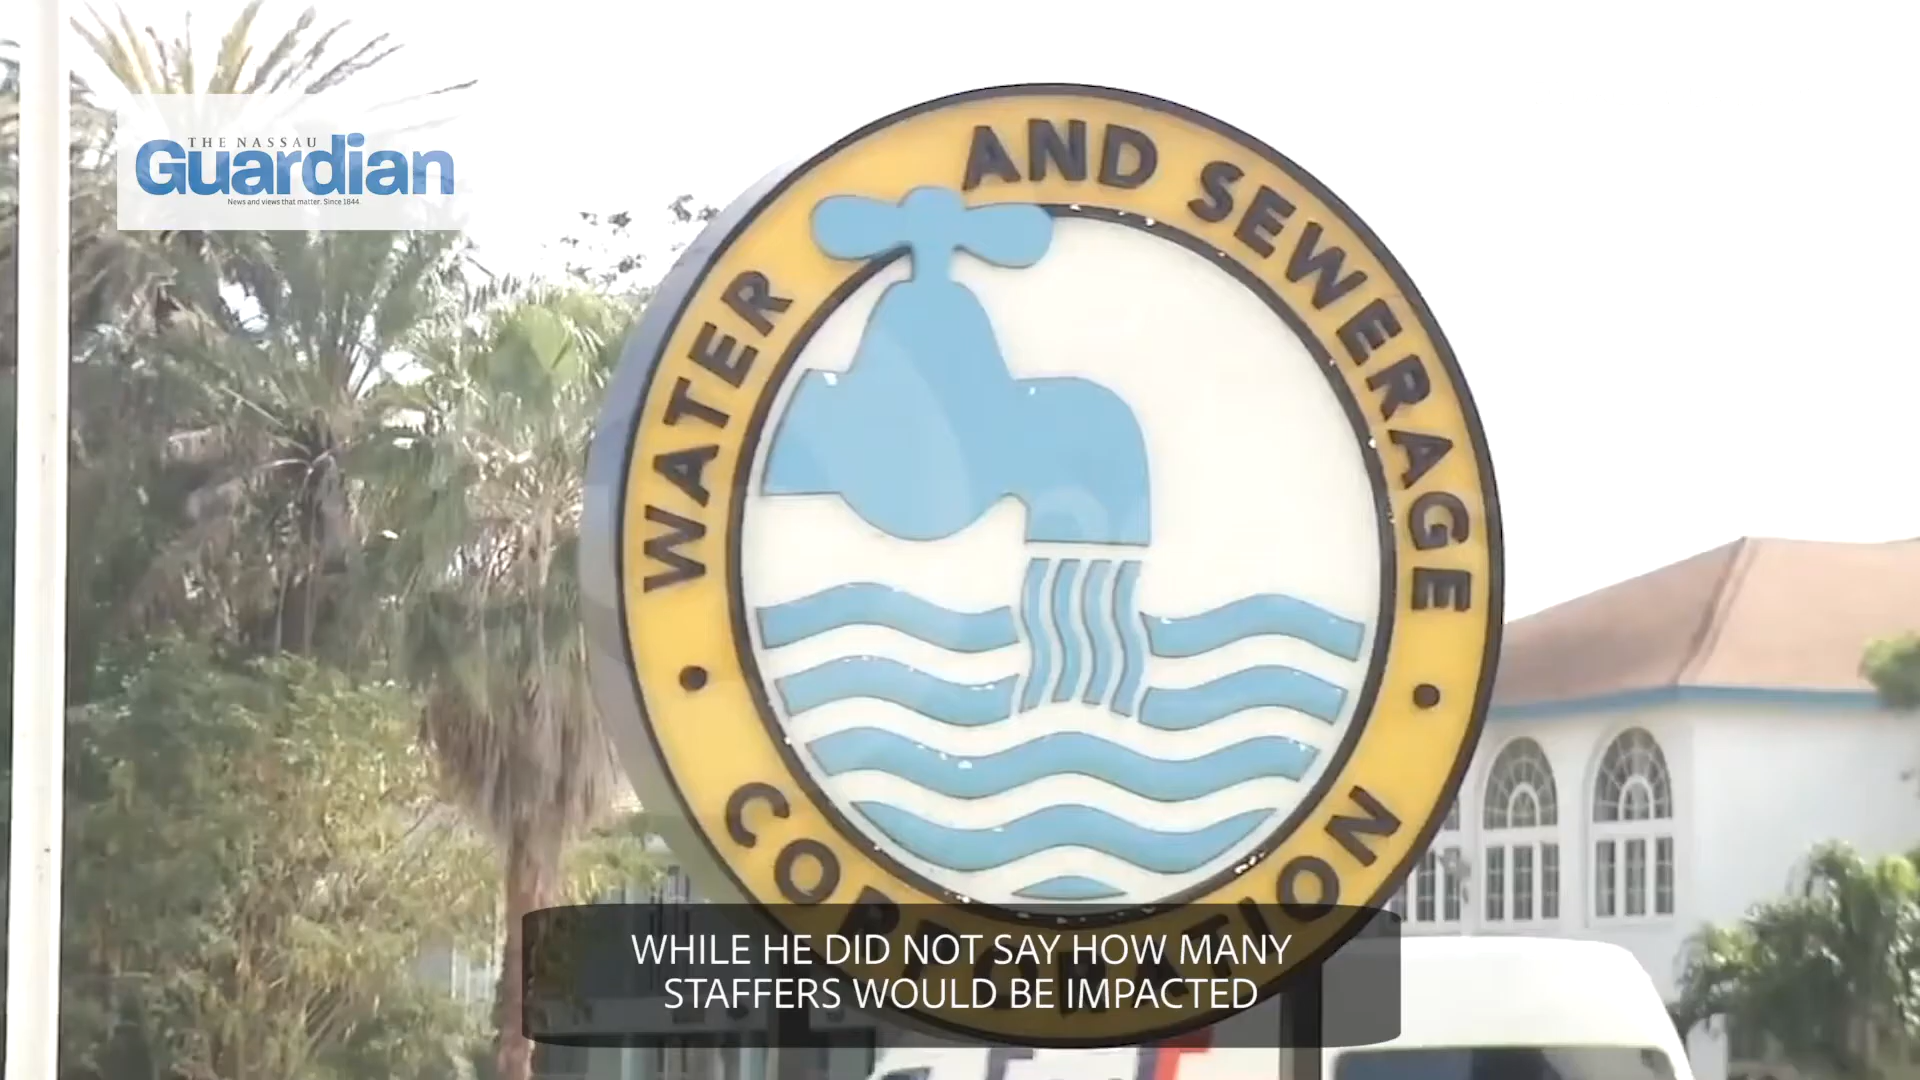 THE NASSAU
Guardian
News and views that matter. Since 1844.
WATER AND SEWERAGE
CORPORATION
WHILE HE DID NOT SAY HOW MANY
STAFFERS WOULD BE IMPACTED